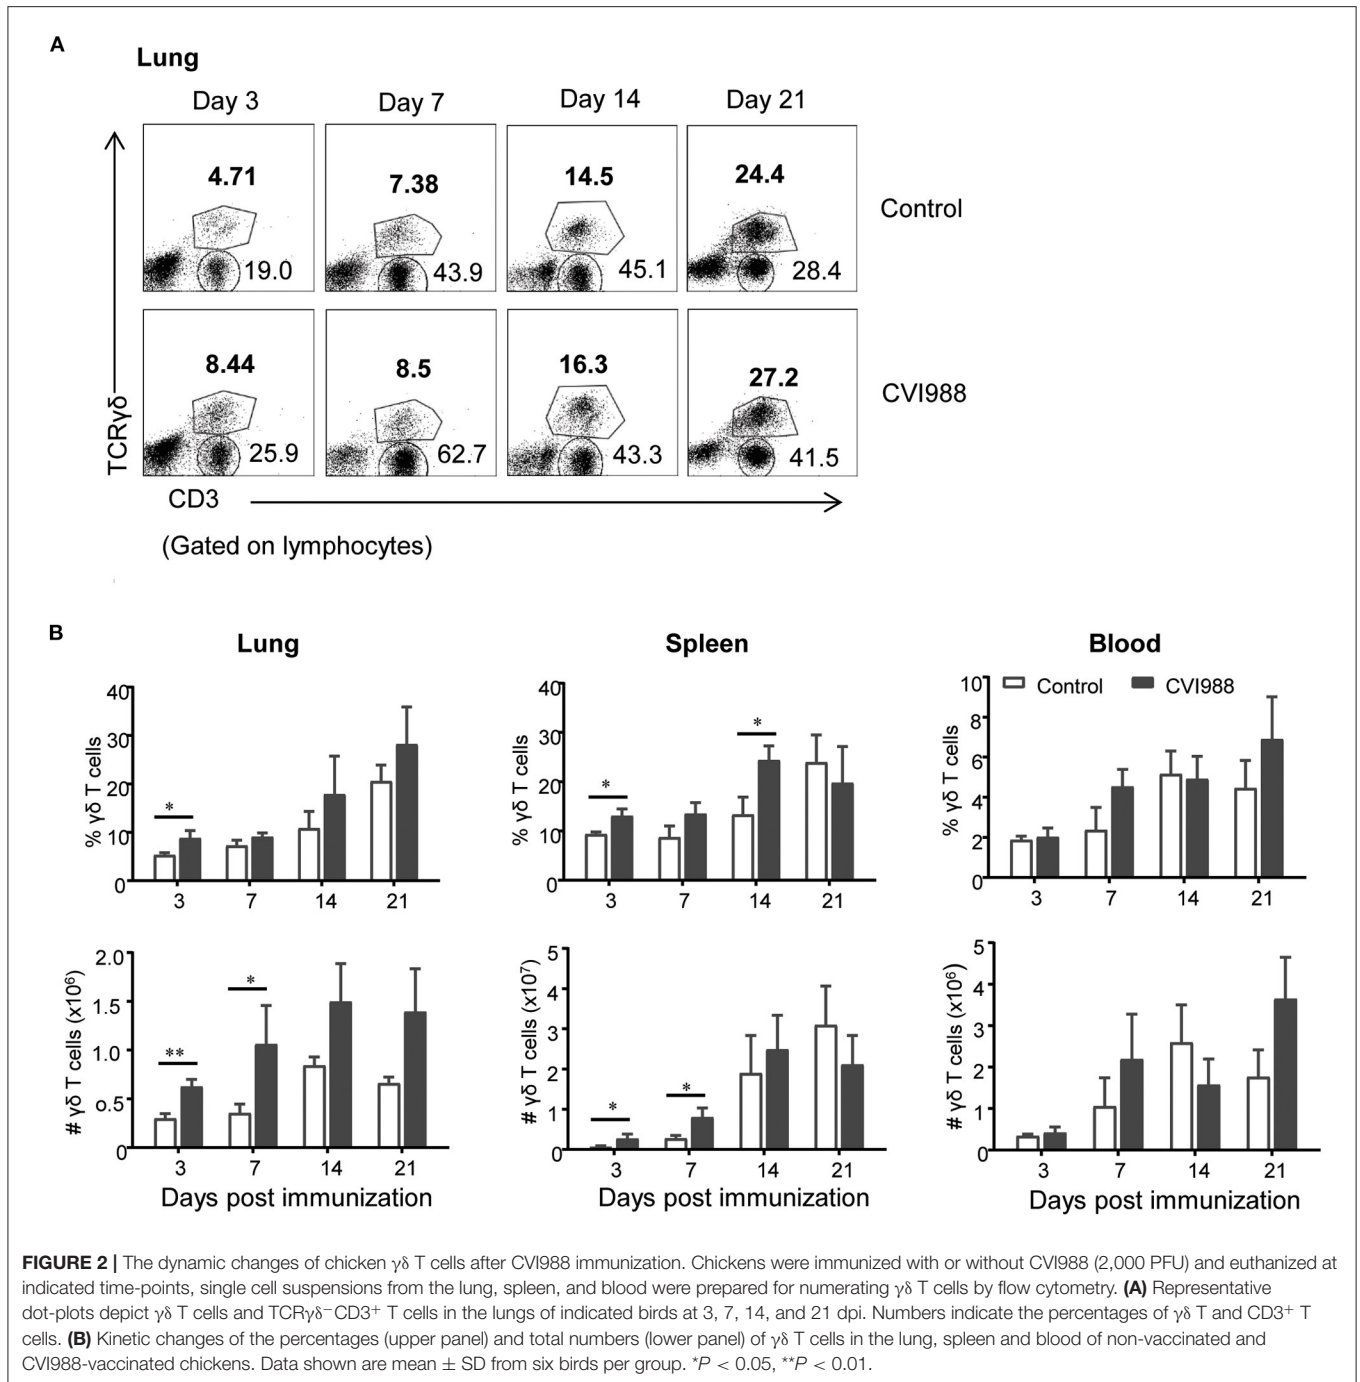 A
Lung
Day 3 Day 7 Day 14 Day 21
4.71 7.38 14.5 24.4
Control
19.0 43.9 45.1 28.4
8.44 8.5 16.3 27.2
CVI988
25.9 62.7 43.3 41.5
TCRγδ
CD3
(Gated on lymphocytes)
B
Lung Spleen Blood
Control CVI988
% γδ T cells
40
30
20
10
0
*
3 7 14 21
% γδ T cells
40
30
20
10
0
* *
3 7 14 21
% γδ T cells
10
8
6
4
2
0
3 7 14 21
# γδ T cells (x10⁶)
2.0
1.5
1.0
o.5
0
** *
3 7 14 21
Days post immunization
# γδ T cells (x10⁷)
5
4
3
2
1
0
* *
3 7 14 21
Days post immunization
# γδ T cells (x10⁶)
5
4
3
2
1
0
3 7 14 21
Days post immunization
FIGURE 2 | The dynamic changes of chicken γδ T cells after CVI988 immunization. Chickens were immunized with or without CVI988 (2,000 PFU) and euthanized at
indicated time-points, single cell suspensions from the lung, spleen, and blood were prepared for numerating γδ T cells by flow cytometry. (A) Representative
dot-plots depict γδ T cells and TCRγδ⁻CD3⁺ T cells in the lungs of indicated birds at 3, 7, 14, and 21 dpi. Numbers indicate the percentages of γδ T and CD3⁺ T
cells. (B) Kinetic changes of the percentages (upper panel) and total numbers (lower panel) of γδ T cells in the lung, spleen and blood of non-vaccinated and
CVI988-vaccinated chickens. Data shown are mean ± SD from six birds per group. *P < 0.05, **P < 0.01.